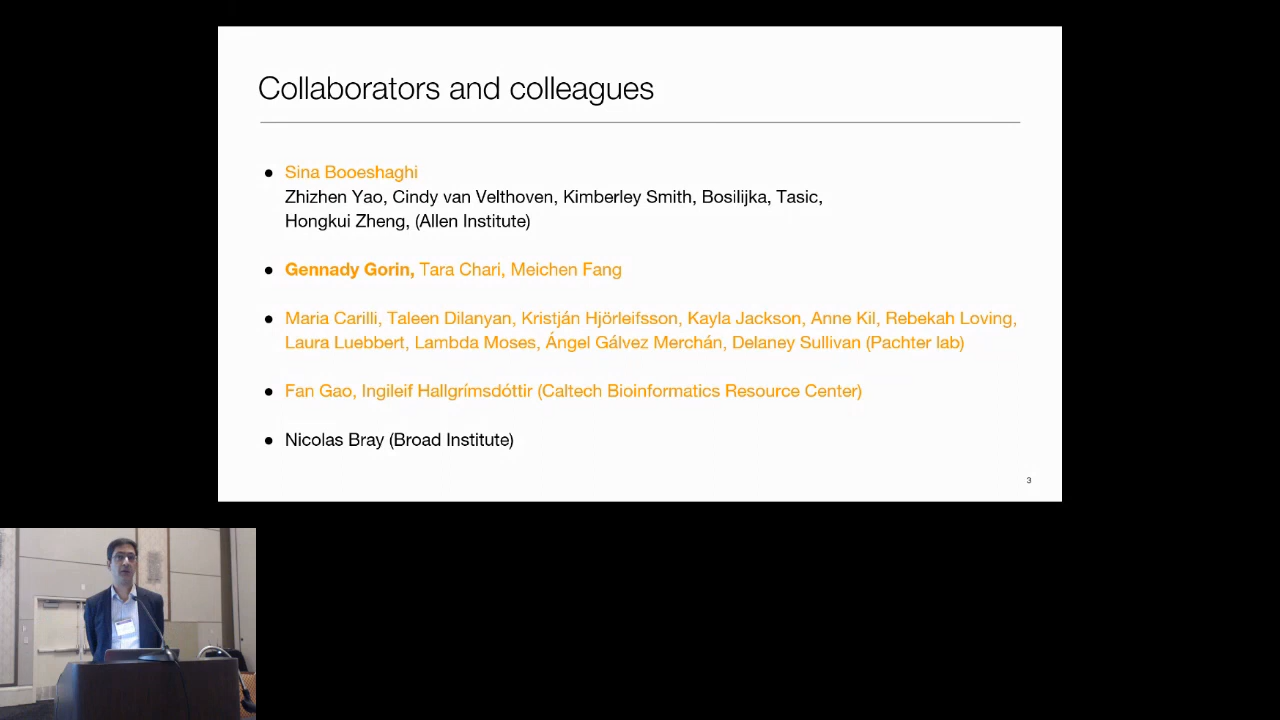 Collaborators and colleagues
● Sina Booeshaghi
Zhizhen Yao, Cindy van Velthoven, Kimberley Smith, Bosilijka, Tasic,
Hongkui Zheng, (Allen Institute)
● Gennady Gorin, Tara Chari, Meichen Fang
● Maria Carilli, Taleen Dilanyan, Kristján Hjörleifsson, Kayla Jackson, Anne Kil, Rebekah Loving,
Laura Luebbert, Lambda Moses, Ángel Gálvez Merchán, Delaney Sullivan (Pachter lab)
● Fan Gao, Ingileif Hallgrímsdóttir (Caltech Bioinformatics Resource Center)
● Nicolas Bray (Broad Institute)
3